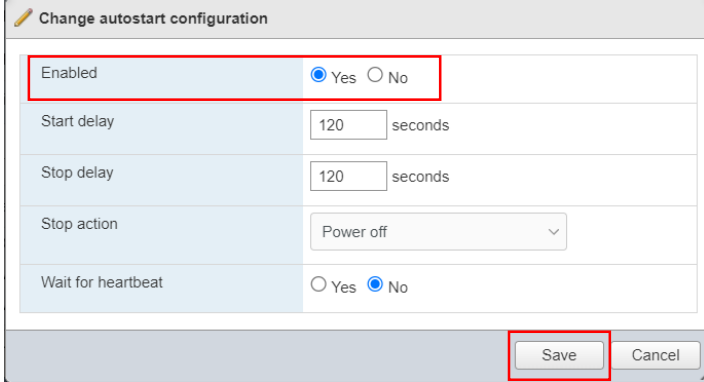 Change autostart configuration
Enabled Yes No
Start delay 120 seconds
Stop delay 120 seconds
Stop action Power off
Wait for heartbeat Yes No
Save Cancel